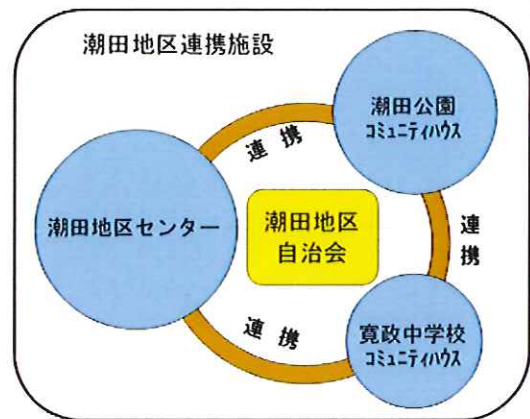 潮田地区連携施設
潮田公園
コミュニティハウス
連携
潮田地区センター
潮田地区
自治会
連携
連携
寛政中学校
コミュニティハウス